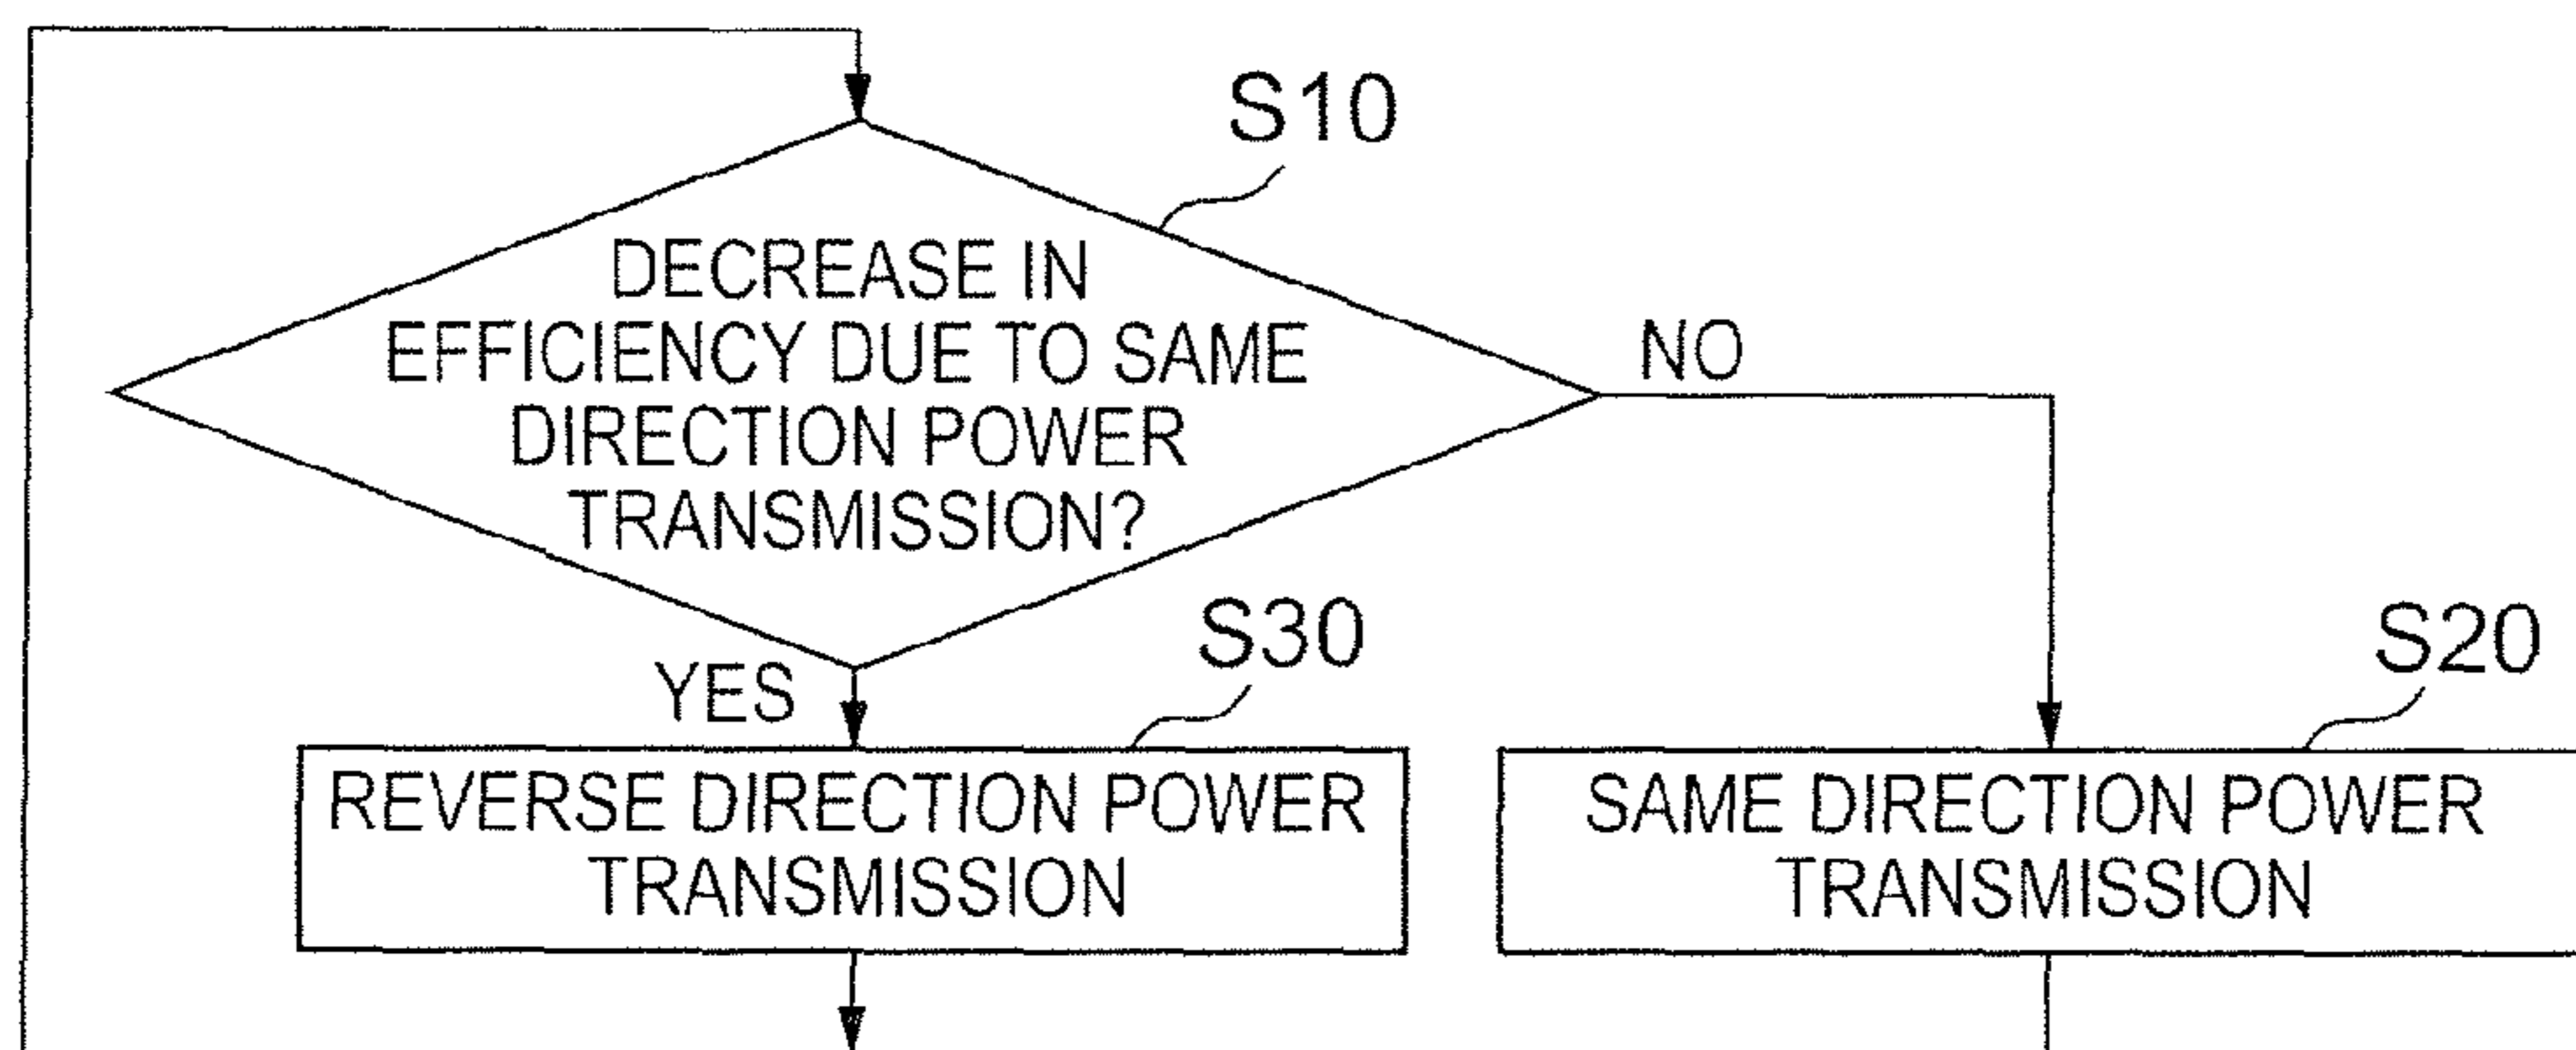 S10
DECREASE IN
EFFICIENCY DUE TO SAME
DIRECTION POWER
TRANSMISSION?
NO
YES
S30
S20
REVERSE DIRECTION POWER
TRANSMISSION
SAME DIRECTION POWER
TRANSMISSION